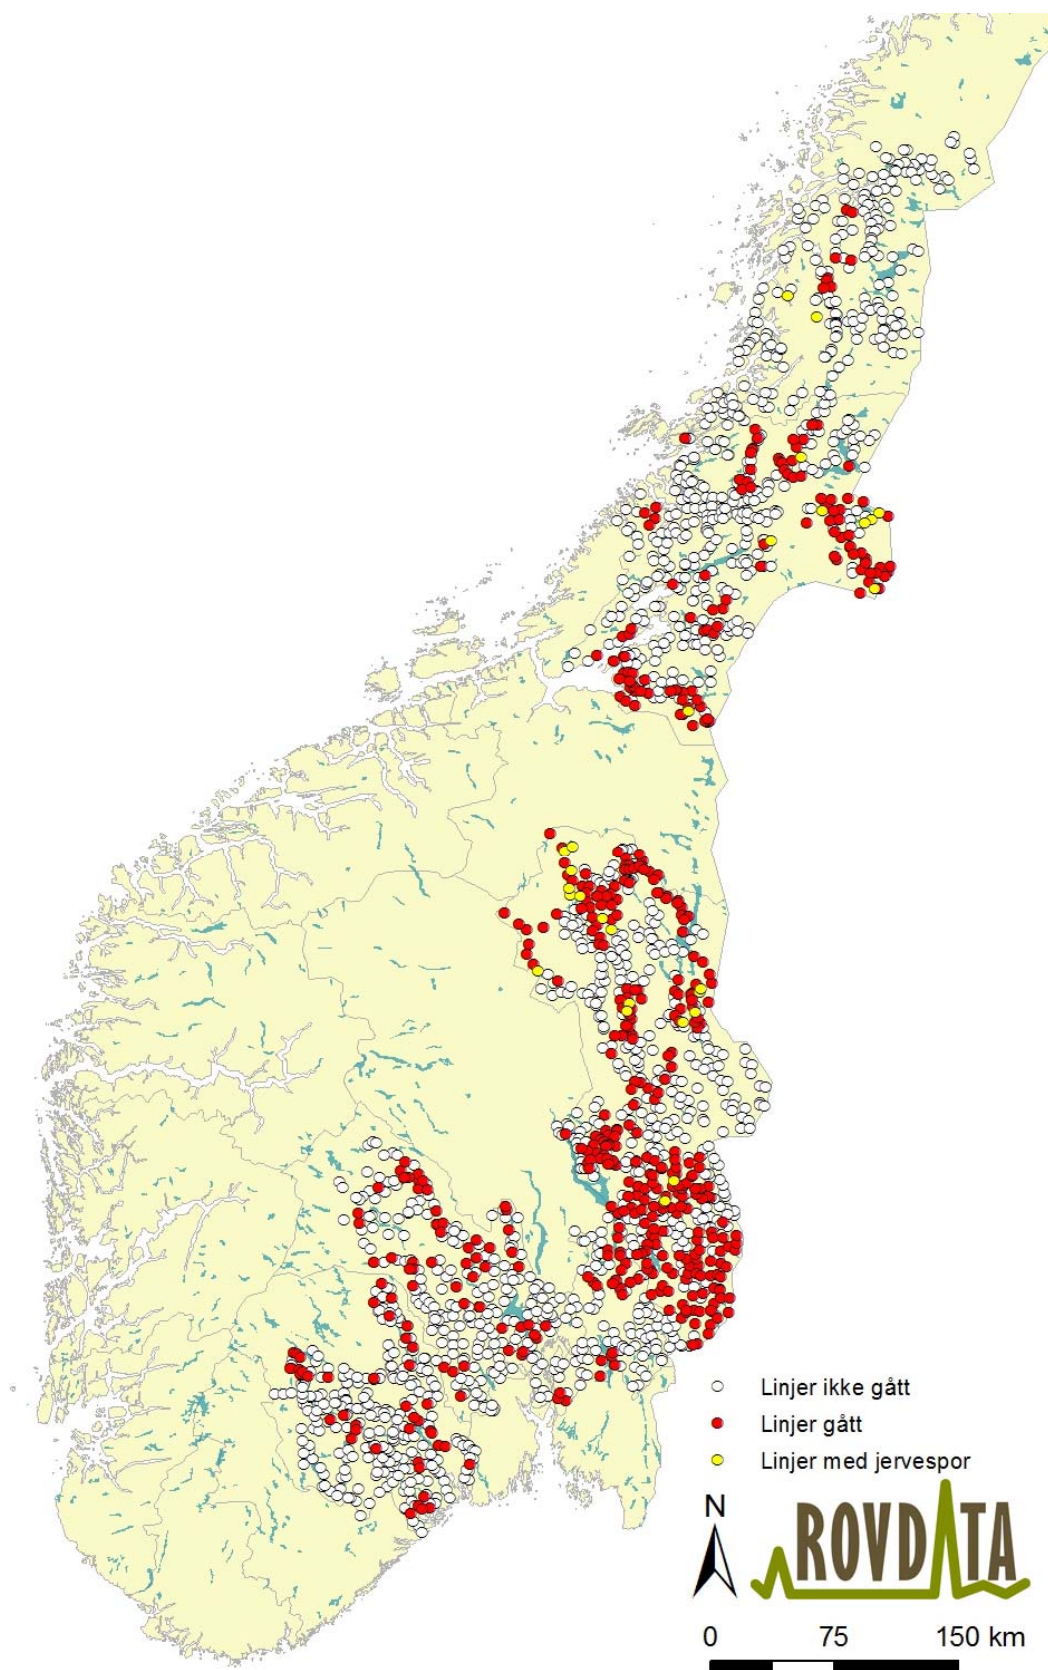 Linjer ikke gått
Linjer gått
Linjer med jervespor
N
ROVDATA
0 75 150 km